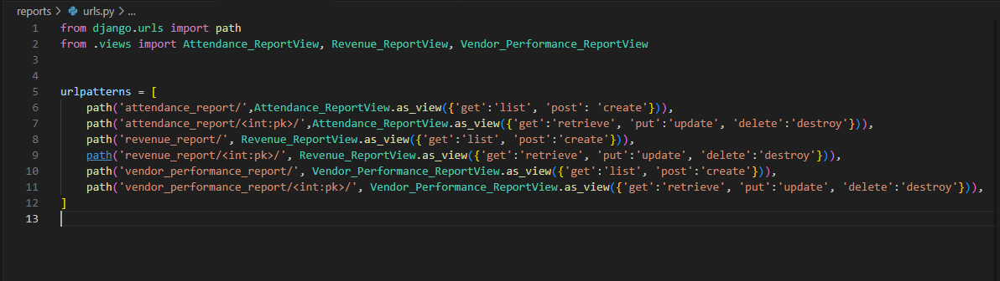 reports > urls.py > ...
1 from django.urls import path
2 from .views import Attendance_ReportView, Revenue_ReportView, Vendor_Performance_ReportView
3
4
5 urlpatterns = [
6     path('attendance_report/',Attendance_ReportView.as_view({'get':'list', 'post': 'create'})),
7     path('attendance_report/<int:pk>/',Attendance_ReportView.as_view({'get':'retrieve', 'put':'update', 'delete':'destroy'})),
8     path('revenue_report/', Revenue_ReportView.as_view({'get':'list', 'post':'create'})),
9     path('revenue_report/<int:pk>/', Revenue_ReportView.as_view({'get':'retrieve', 'put':'update', 'delete':'destroy'})),
10     path('vendor_performance_report/', Vendor_Performance_ReportView.as_view({'get':'list', 'post':'create'})),
11     path('vendor_performance_report/<int:pk>/', Vendor_Performance_ReportView.as_view({'get':'retrieve', 'put':'update', 'delete':'destroy'})),
12 ]
13